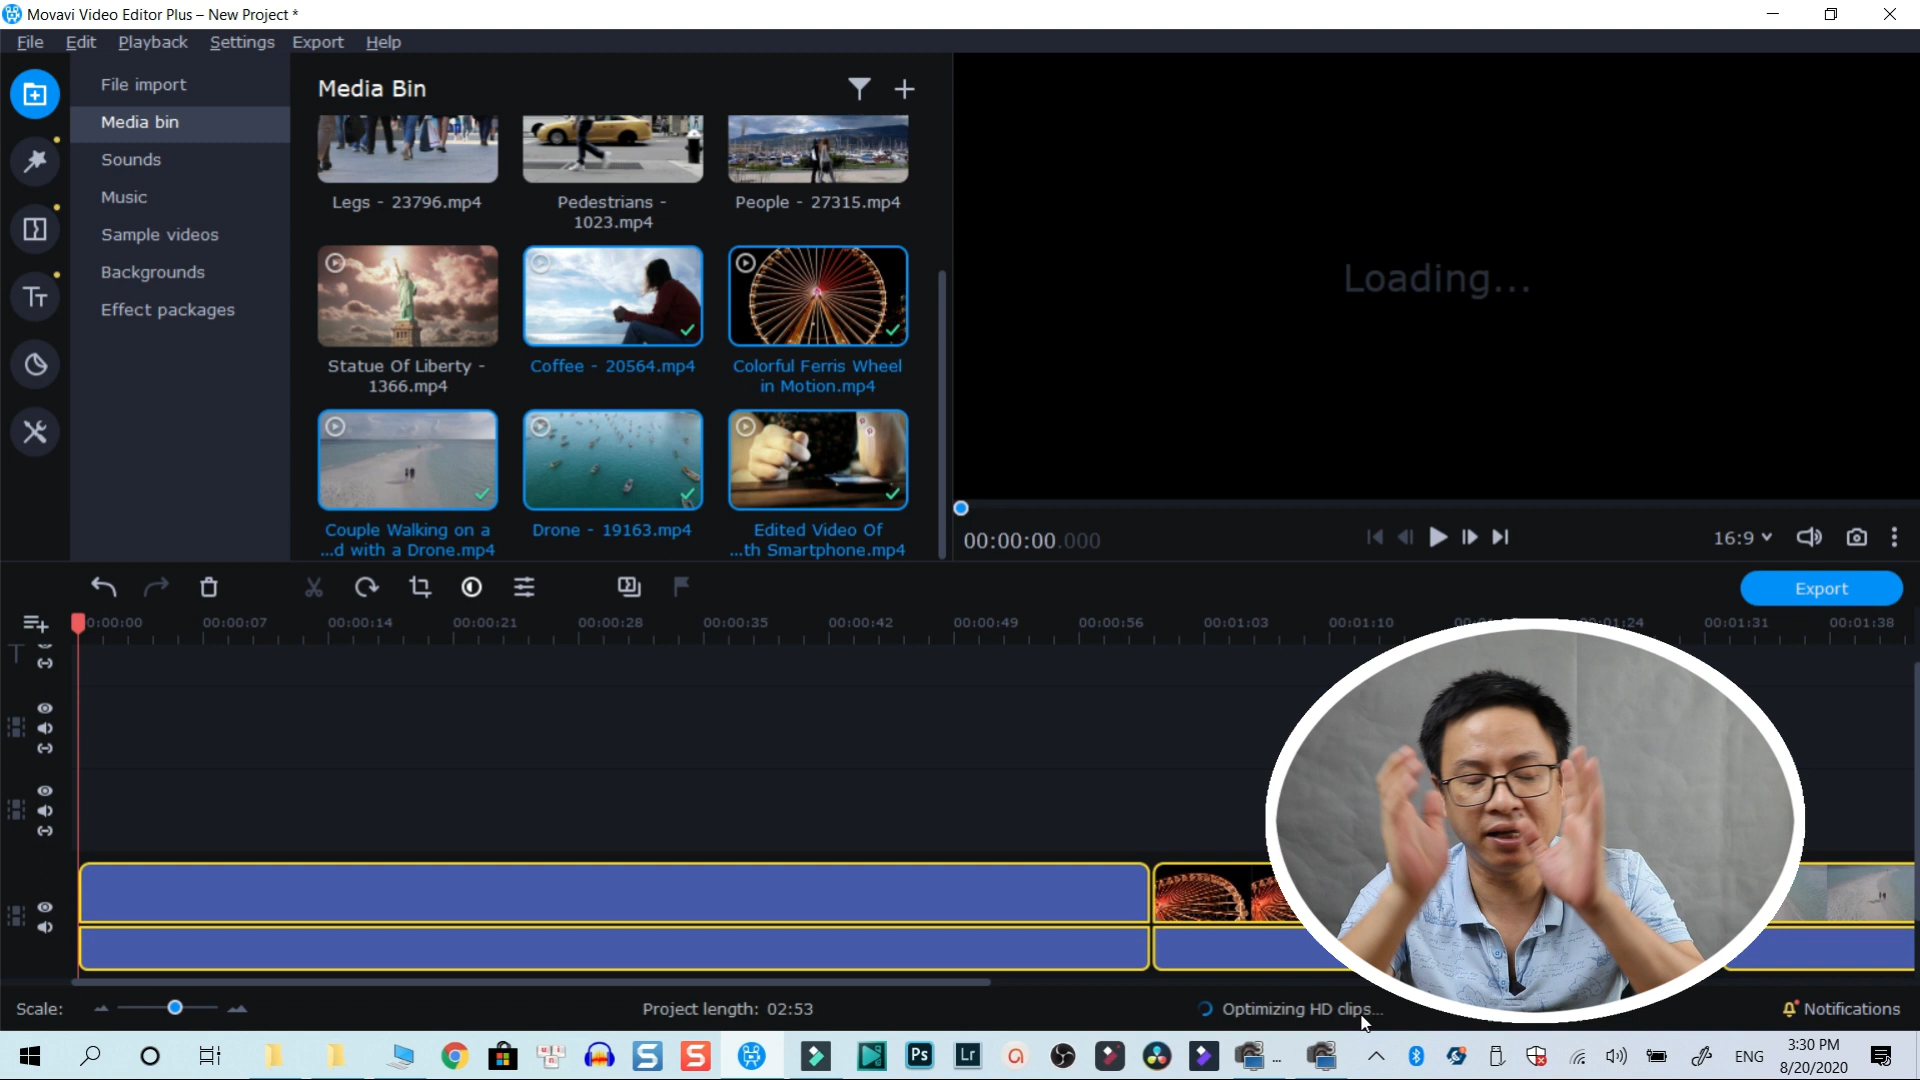 Movavi Video Editor Plus – New Project *
File Edit Playback Settings Export Help
File import
Media bin
Sounds
Music
Sample videos
Backgrounds
Effect packages
Media Bin
Legs - 23796.mp4
Pedestrians -
1023.mp4
People - 27315.mp4
Statue Of Liberty -
1366.mp4
Coffee - 20564.mp4
Colorful Ferris Wheel
in Motion.mp4
Couple Walking on a
...d with a Drone.mp4
Drone - 19163.mp4
Edited Video Of
...th Smartphone.mp4
Loading...
00:00:00.000
16:9
Export
0:00:00 00:00:07 00:00:14 00:00:21 00:00:28 00:00:35 00:00:42 00:00:49 00:00:56 00:01:03 00:01:10 00:01:31 00:01:38
Scale:
Project length: 02:53
Optimizing HD clips...
Notifications
Ps
Lr
ENG
3:30 PM
8/20/2020